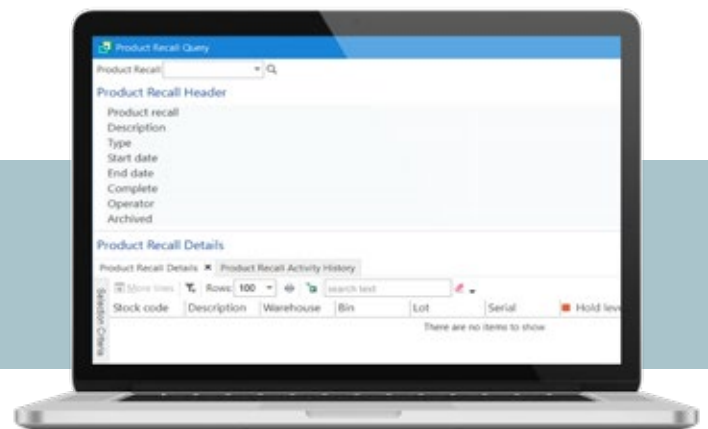 Product Recall Query
Product Recall
Product Recall Header
Product recall
Description
Type
Start date
End date
Complete
Operator
Archived
Product Recall Details
Product Recall Details Product Recall Activity History
More lines Rows: 100 search text
Selection Criteria
Stock code Description Warehouse Bin Lot Serial Hold leve
There are no items to show